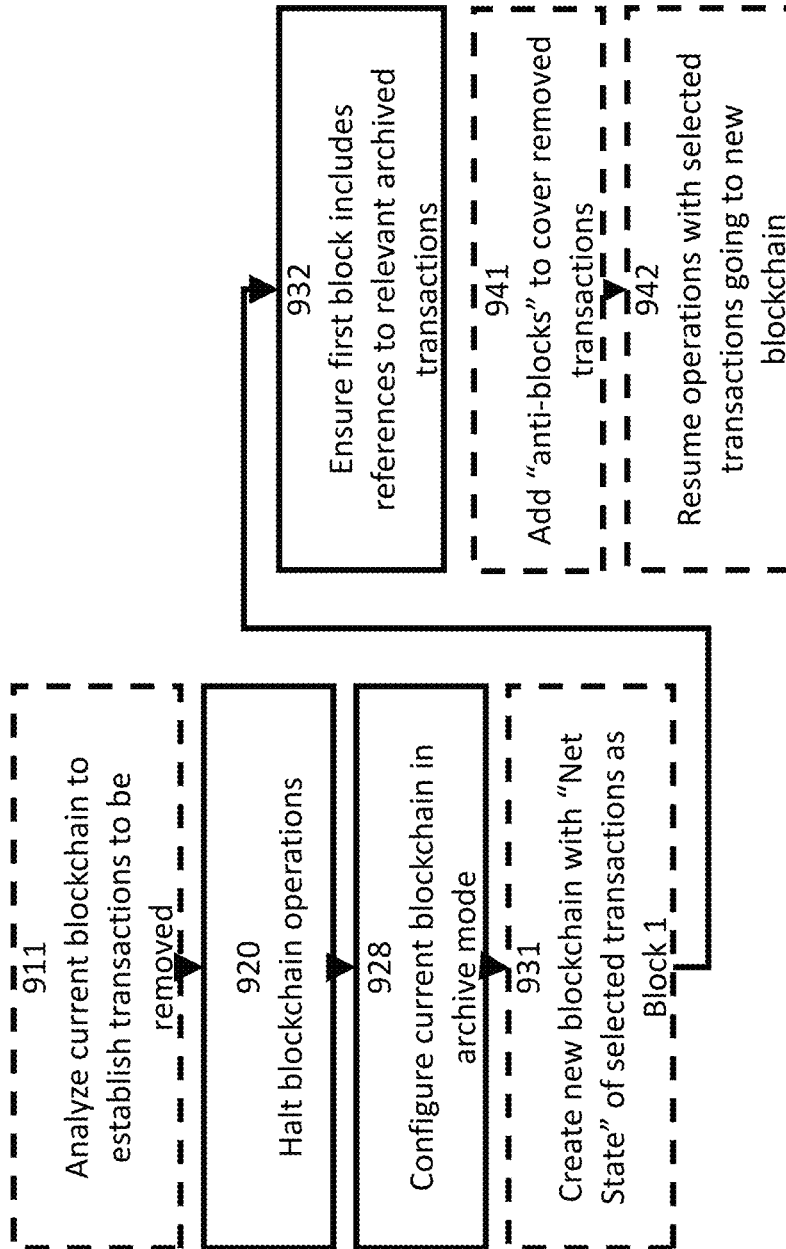 911
Analyze current blockchain to
establish transactions to be
removed
920
Halt blockchain operations
928
Configure current blockchain in
archive mode
931
Create new blockchain with “Net
State” of selected transactions as
Block 1
932
Ensure first block includes
references to relevant archived
transactions
941
Add “anti-blocks” to cover removed
transactions
942
Resume operations with selected
transactions going to new
blockchain